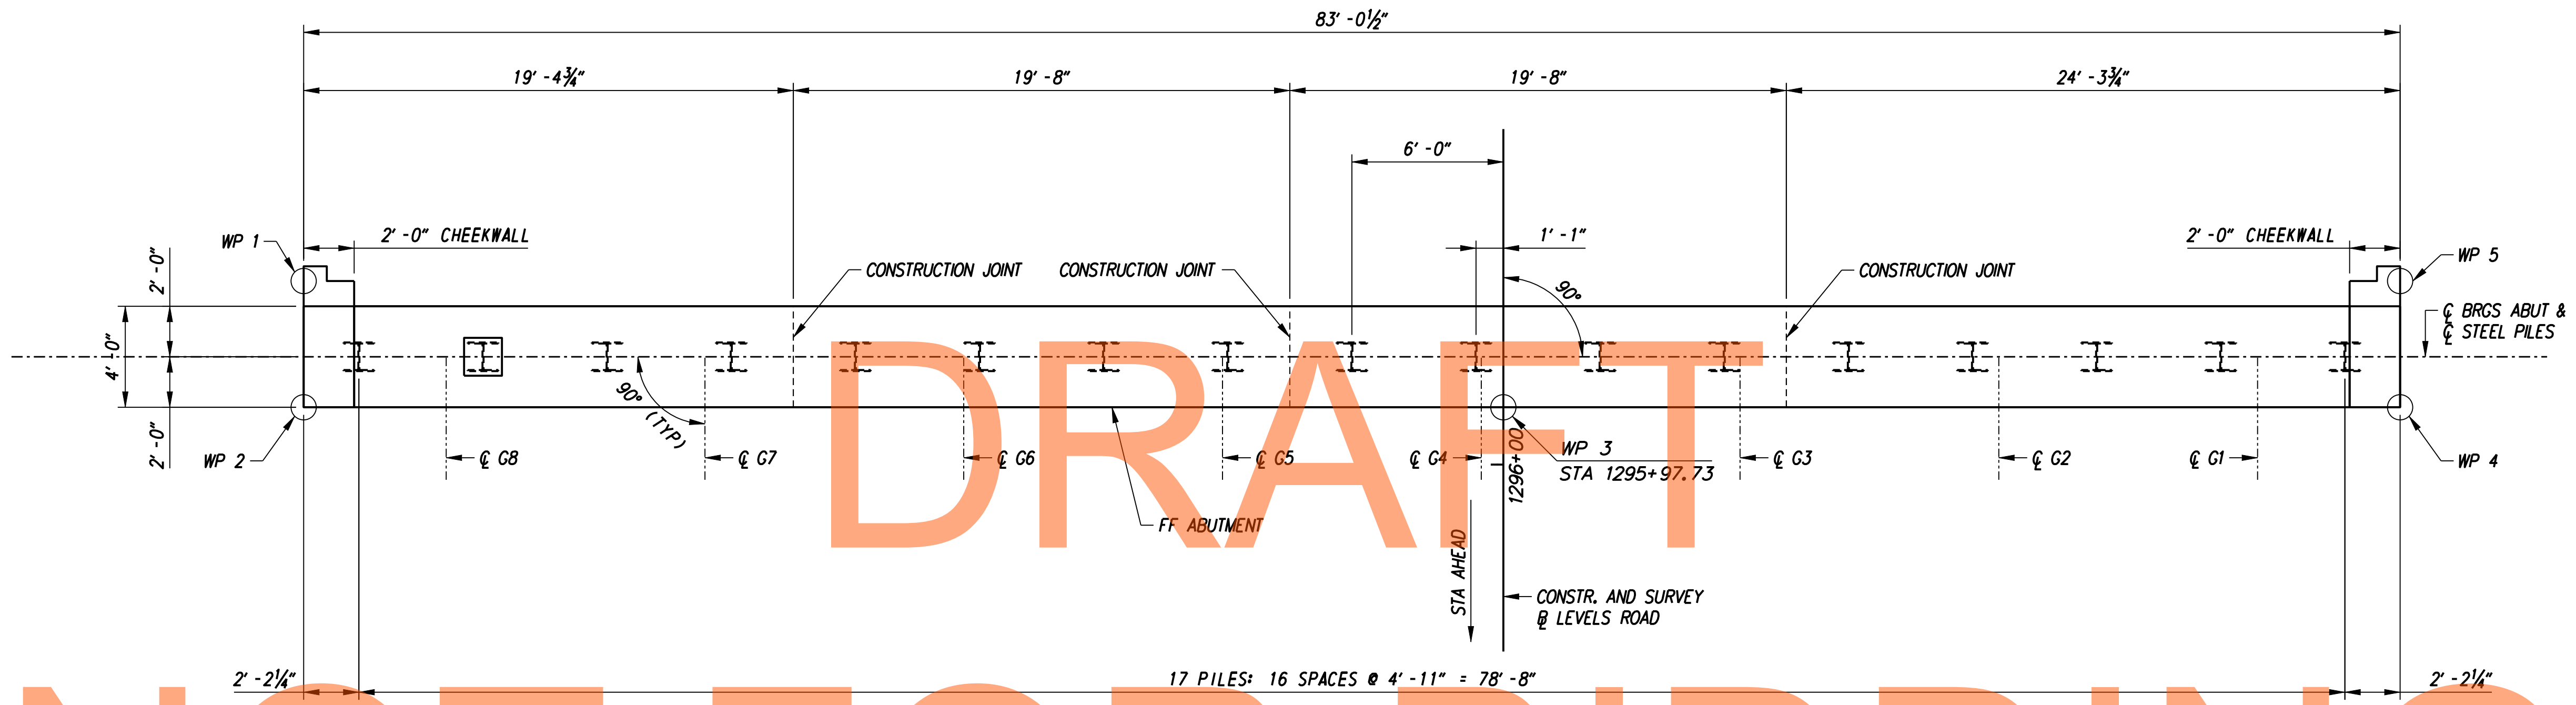 83'-0½"
19'-4¾"
19'-8"
19'-8"
24'-3¾"
6'-0"
WP 1
2'-0" CHEEKWALL
1'-1"
2'-0" CHEEKWALL
WP 5
2'-0"
CONSTRUCTION JOINT
CONSTRUCTION JOINT
CONSTRUCTION JOINT
90°
℄ BRGS ABUT &
℄ STEEL PILES
4'-0"
2'-0"
90° (TYP)
WP 2
℄ G8
℄ G7
℄ G6
℄ G5
℄ G4
1296+00
WP 3
STA 1295+97.73
℄ G3
℄ G2
℄ G1
WP 4
FF ABUTMENT
STA AHEAD
CONSTR. AND SURVEY
BL LEVELS ROAD
2'-2¼"
17 PILES: 16 SPACES @ 4'-11" = 78'-8"
2'-2¼"
DRAFT